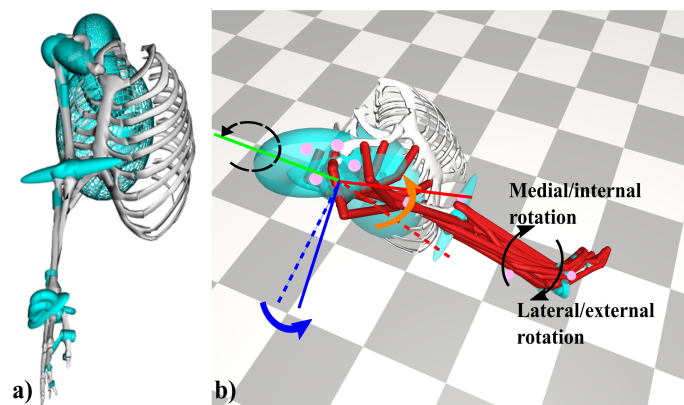 Medial/internal
rotation
Lateral/external
rotation
a)
b)